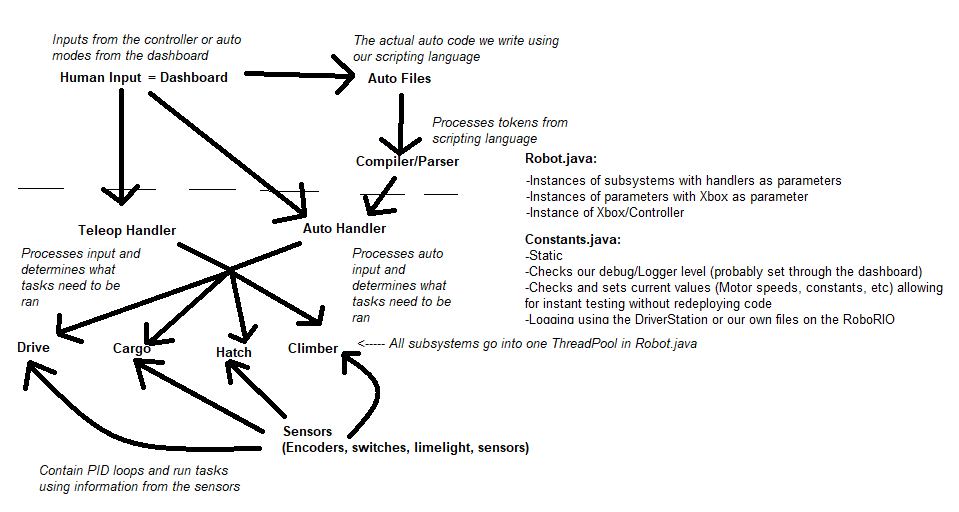 Inputs from the controller or auto
modes from the dashboard
Human Input = Dashboard
The actual auto code we write using
our scripting language
Auto Files
Processes tokens from
scripting language
Compiler/Parser
Teleop Handler
Auto Handler
Processes input and
determines what
tasks need to be
ran
Processes auto
input and
determines what
tasks need to be
ran
Drive
Cargo
Hatch
Climber
<----- All subsystems go into one ThreadPool in Robot.java
Sensors
(Encoders, switches, limelight, sensors)
Contain PID loops and run tasks
using information from the sensors
Robot.java:
-Instances of subsystems with handlers as parameters
-Instances of parameters with Xbox as parameter
-Instance of Xbox/Controller
Constants.java:
-Static
-Checks our debug/Logger level (probably set through the dashboard)
-Checks and sets current values (Motor speeds, constants, etc) allowing
for instant testing without redeploying code
-Logging using the DriverStation or our own files on the RoboRIO